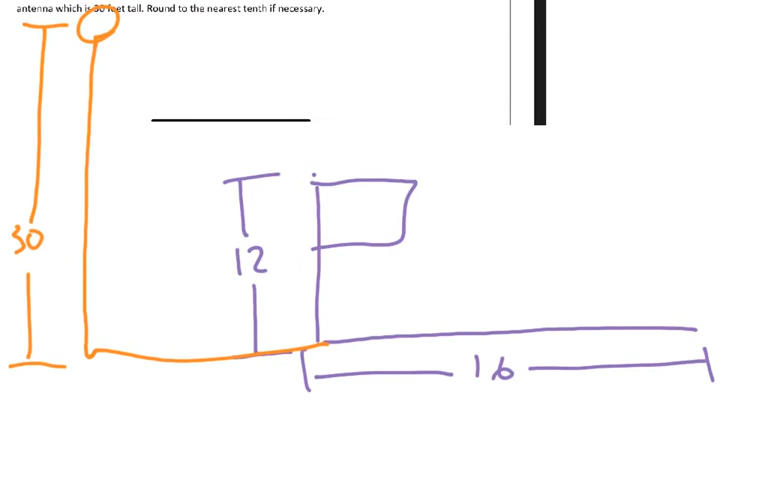 antenna which is 30 feet tall. Round to the nearest tenth if necessary.
30
12
16